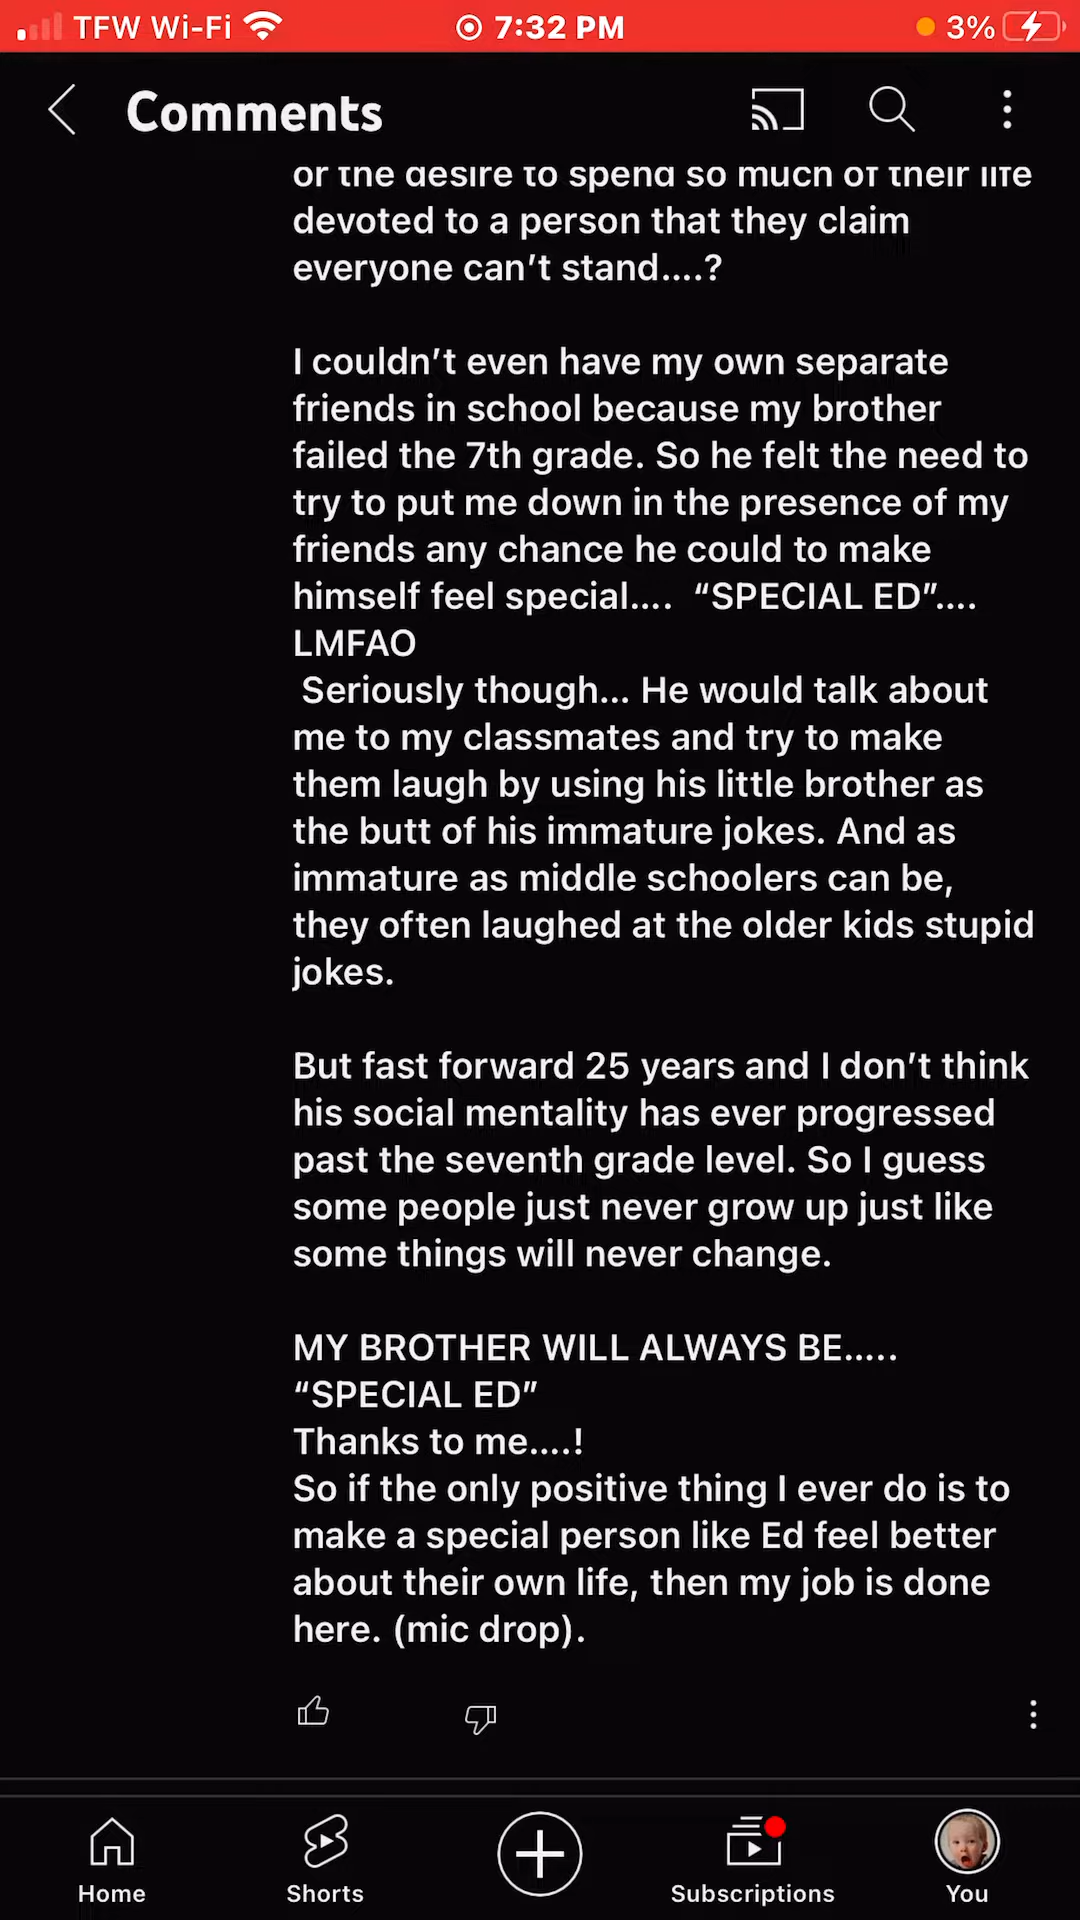 TFW Wi-Fi 7:32 PM 3%
Comments
or the desire to spend so much of their life
devoted to a person that they claim
everyone can’t stand....?
I couldn’t even have my own separate
friends in school because my brother
failed the 7th grade. So he felt the need to
try to put me down in the presence of my
friends any chance he could to make
himself feel special.... “SPECIAL ED”....
LMFAO
Seriously though... He would talk about
me to my classmates and try to make
them laugh by using his little brother as
the butt of his immature jokes. And as
immature as middle schoolers can be,
they often laughed at the older kids stupid
jokes.
But fast forward 25 years and I don’t think
his social mentality has ever progressed
past the seventh grade level. So I guess
some people just never grow up just like
some things will never change.
MY BROTHER WILL ALWAYS BE.....
“SPECIAL ED”
Thanks to me....!
So if the only positive thing I ever do is to
make a special person like Ed feel better
about their own life, then my job is done
here. (mic drop).
Home Shorts Subscriptions You